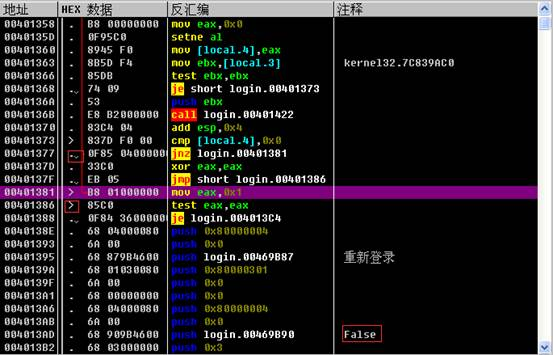 地址 HEX 数据 反汇编 注释
00401358 . B8 00000000 mov eax,0x0
0040135D . 0F95C0 setne al
00401360 . 8945 F0 mov [local.4],eax
00401363 . 8B5D F4 mov ebx,[local.3] kernel32.7C839AC0
00401366 . 85DB test ebx,ebx
00401368 . 74 09 je short login.00401373
0040136A . 53 push ebx
0040136B . E8 B2000000 call login.00401422
00401370 . 83C4 04 add esp,0x4
00401373 > 837D F0 00 cmp [local.4],0x0
00401377 . 0F85 04000000 jnz login.00401381
0040137D . 33C0 xor eax,eax
0040137F . EB 05 jmp short login.00401386
00401381 > B8 01000000 mov eax,0x1
00401386 > 85C0 test eax,eax
00401388 . 0F84 36000000 je login.004013C4
0040138E . 68 04000080 push 0x80000004
00401393 . 6A 00 push 0x0
00401395 . 68 879B4600 push login.00469B87 重新登录
0040139A . 68 01030080 push 0x80000301
0040139F . 6A 00 push 0x0
004013A1 . 68 00000000 push 0x0
004013A6 . 68 04000080 push 0x80000004
004013AB . 6A 00 push 0x0
004013AD . 68 909B4600 push login.00469B90 False
004013B2 . 68 03000000 push 0x3